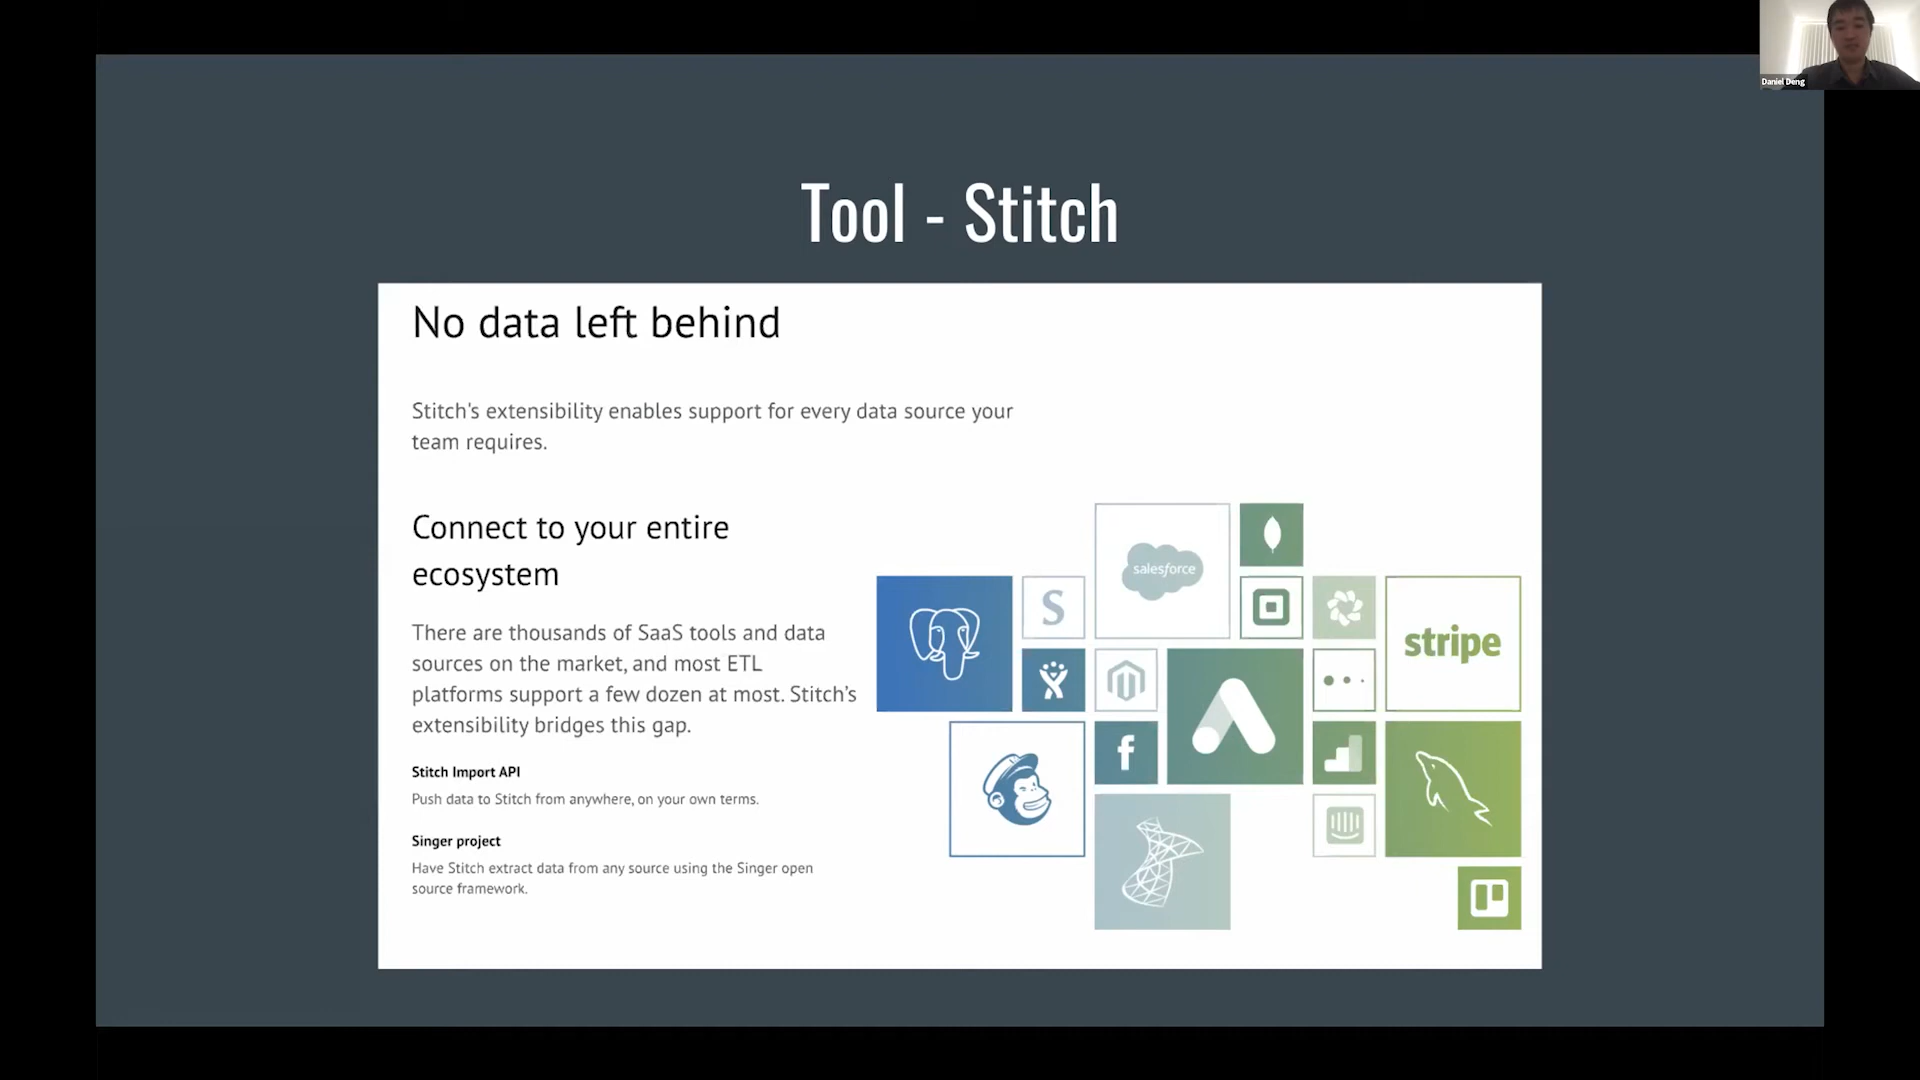 Daniel Deng
Tool - Stitch
No data left behind
Stitch's extensibility enables support for every data source your
team requires.
Connect to your entire
ecosystem
There are thousands of SaaS tools and data
sources on the market, and most ETL
platforms support a few dozen at most. Stitch’s
extensibility bridges this gap.
Stitch Import API
Push data to Stitch from anywhere, on your own terms.
Singer project
Have Stitch extract data from any source using the Singer open
source framework.
salesforce
S
stripe
f